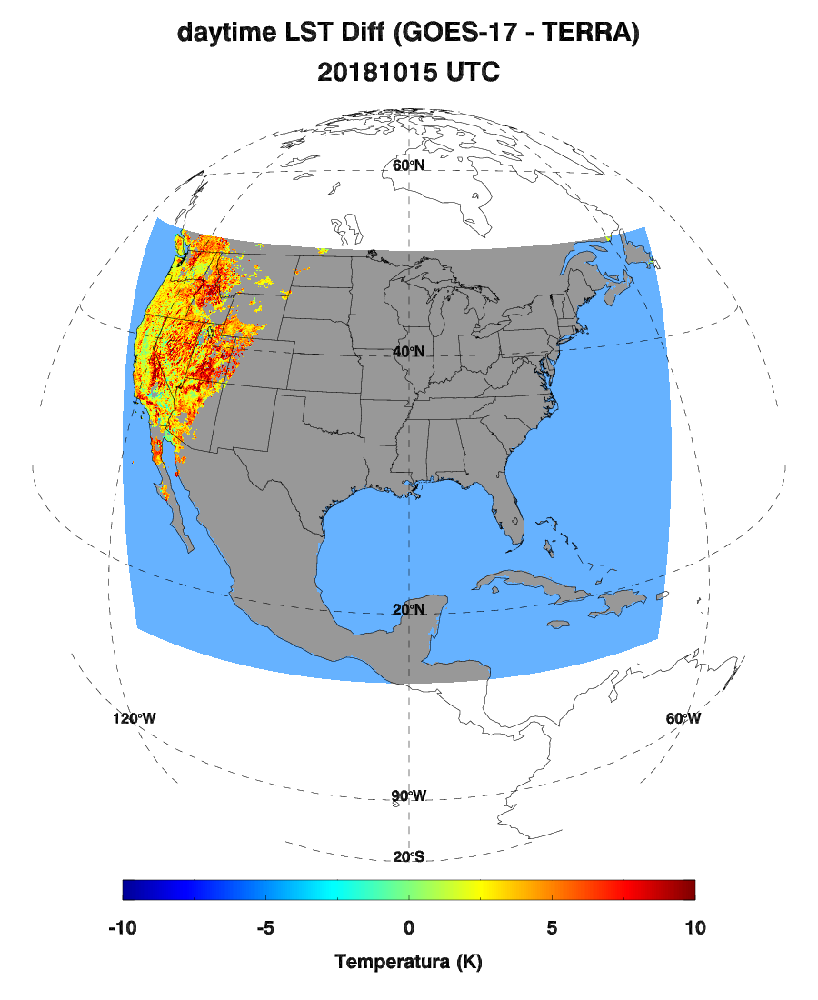 daytime LST Diff (GOES-17 - TERRA)
20181015 UTC
60°N
40°N
20°N
120°W
60°W
90°W
20°S
-10 -5 0 5 10
Temperatura (K)